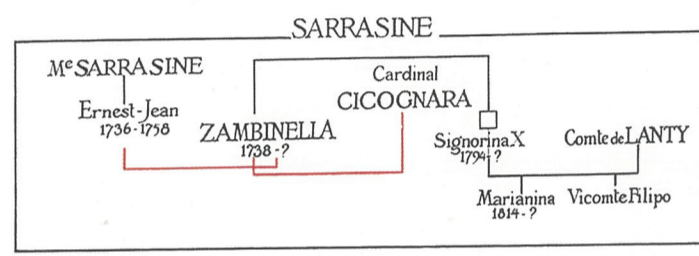 SARRASINE
Me SARRASINE
Ernest-Jean
1736-1758
ZAMBINELLA
1738-?
Cardinal
CICOGNARA
Signorina X
1794-?
Comte de LANTY
Marianina
1814-?
Vicomte Filipo